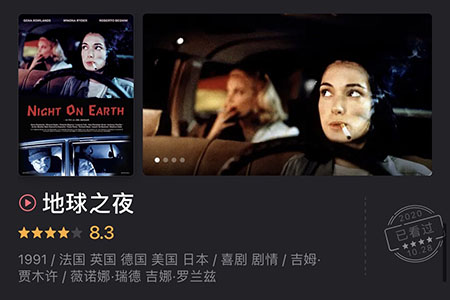 GENA ROWLANDS
WINONA RYDER
ROBERTO BENIGNI
NIGHT ON EARTH
地球之夜
8.3
1991 / 法国 英国 德国 美国 日本 / 喜剧 剧情 / 吉姆·
贾木许 / 薇诺娜·瑞德 吉娜·罗兰兹
2020
已看过
10.28